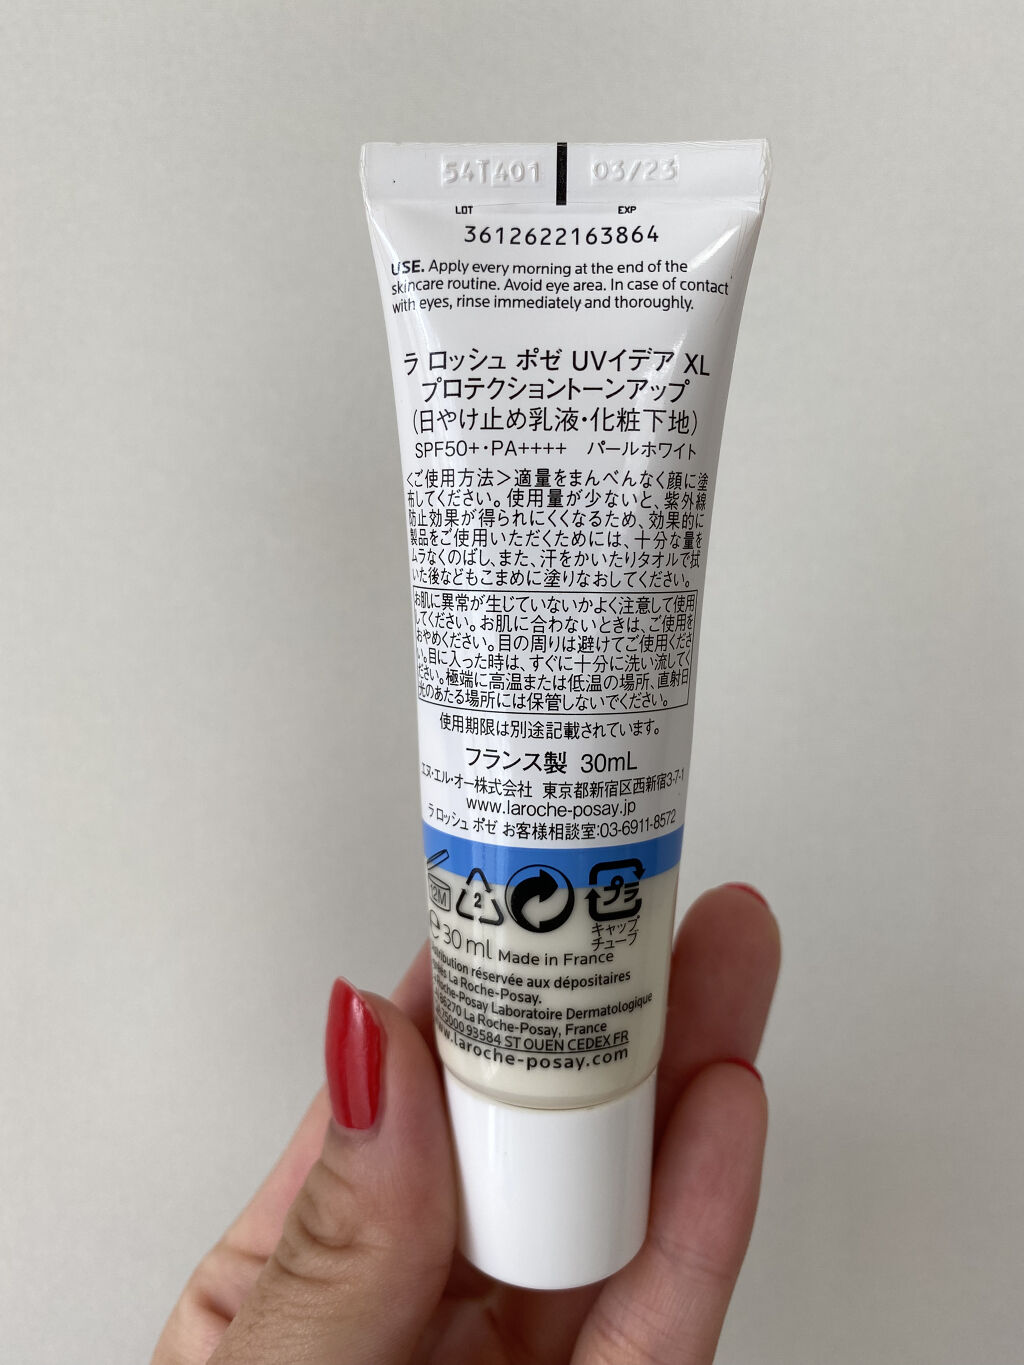 54T401 03/23
LOT EXP
3612622163864
USE. Apply every morning at the end of the
skincare routine. Avoid eye area. In case of contact
with eyes, rinse immediately and thoroughly.
ラ ロッシュ ポゼ UVイデア XL
プロテクショントーンアップ
(日やけ止め乳液・化粧下地)
SPF50+・PA++++ パールホワイト
<ご使用方法>適量をまんべんなく顔に塗
布してください。使用量が少ないと、紫外線
防止効果が得られにくくなるため、効果的に
製品をご使用いただくためには、十分な量を
ムラなくのばし、また、汗をかいたりタオルで拭
いた後などもこまめに塗りなおしてください。
お肌に異常が生じていないかよく注意して使用
してください。お肌に合わないときは、ご使用を
おやめください。目の周りは避けてご使用くださ
い。目に入った時は、すぐに十分に洗い流してく
ださい。極端に高温または低温の場所、直射日
光のあたる場所には保管しないでください。
使用期限は別途記載されています。
フランス製 30mL
エヌ・エル・オー株式会社 東京都新宿区西新宿3-7-1
www.laroche-posay.jp
ラ ロッシュ ポゼ お客様相談室:03-6911-8572
12M 2 プラ
キャップ
チューブ
e 30 ml Made in France
réservée aux dépositaires
La Roche-Posay.
Roche-Posay Laboratoire Dermatologique
86270 La Roche-Posay, France
75000 93584 ST OUEN CEDEX FR
www.laroche-posay.com